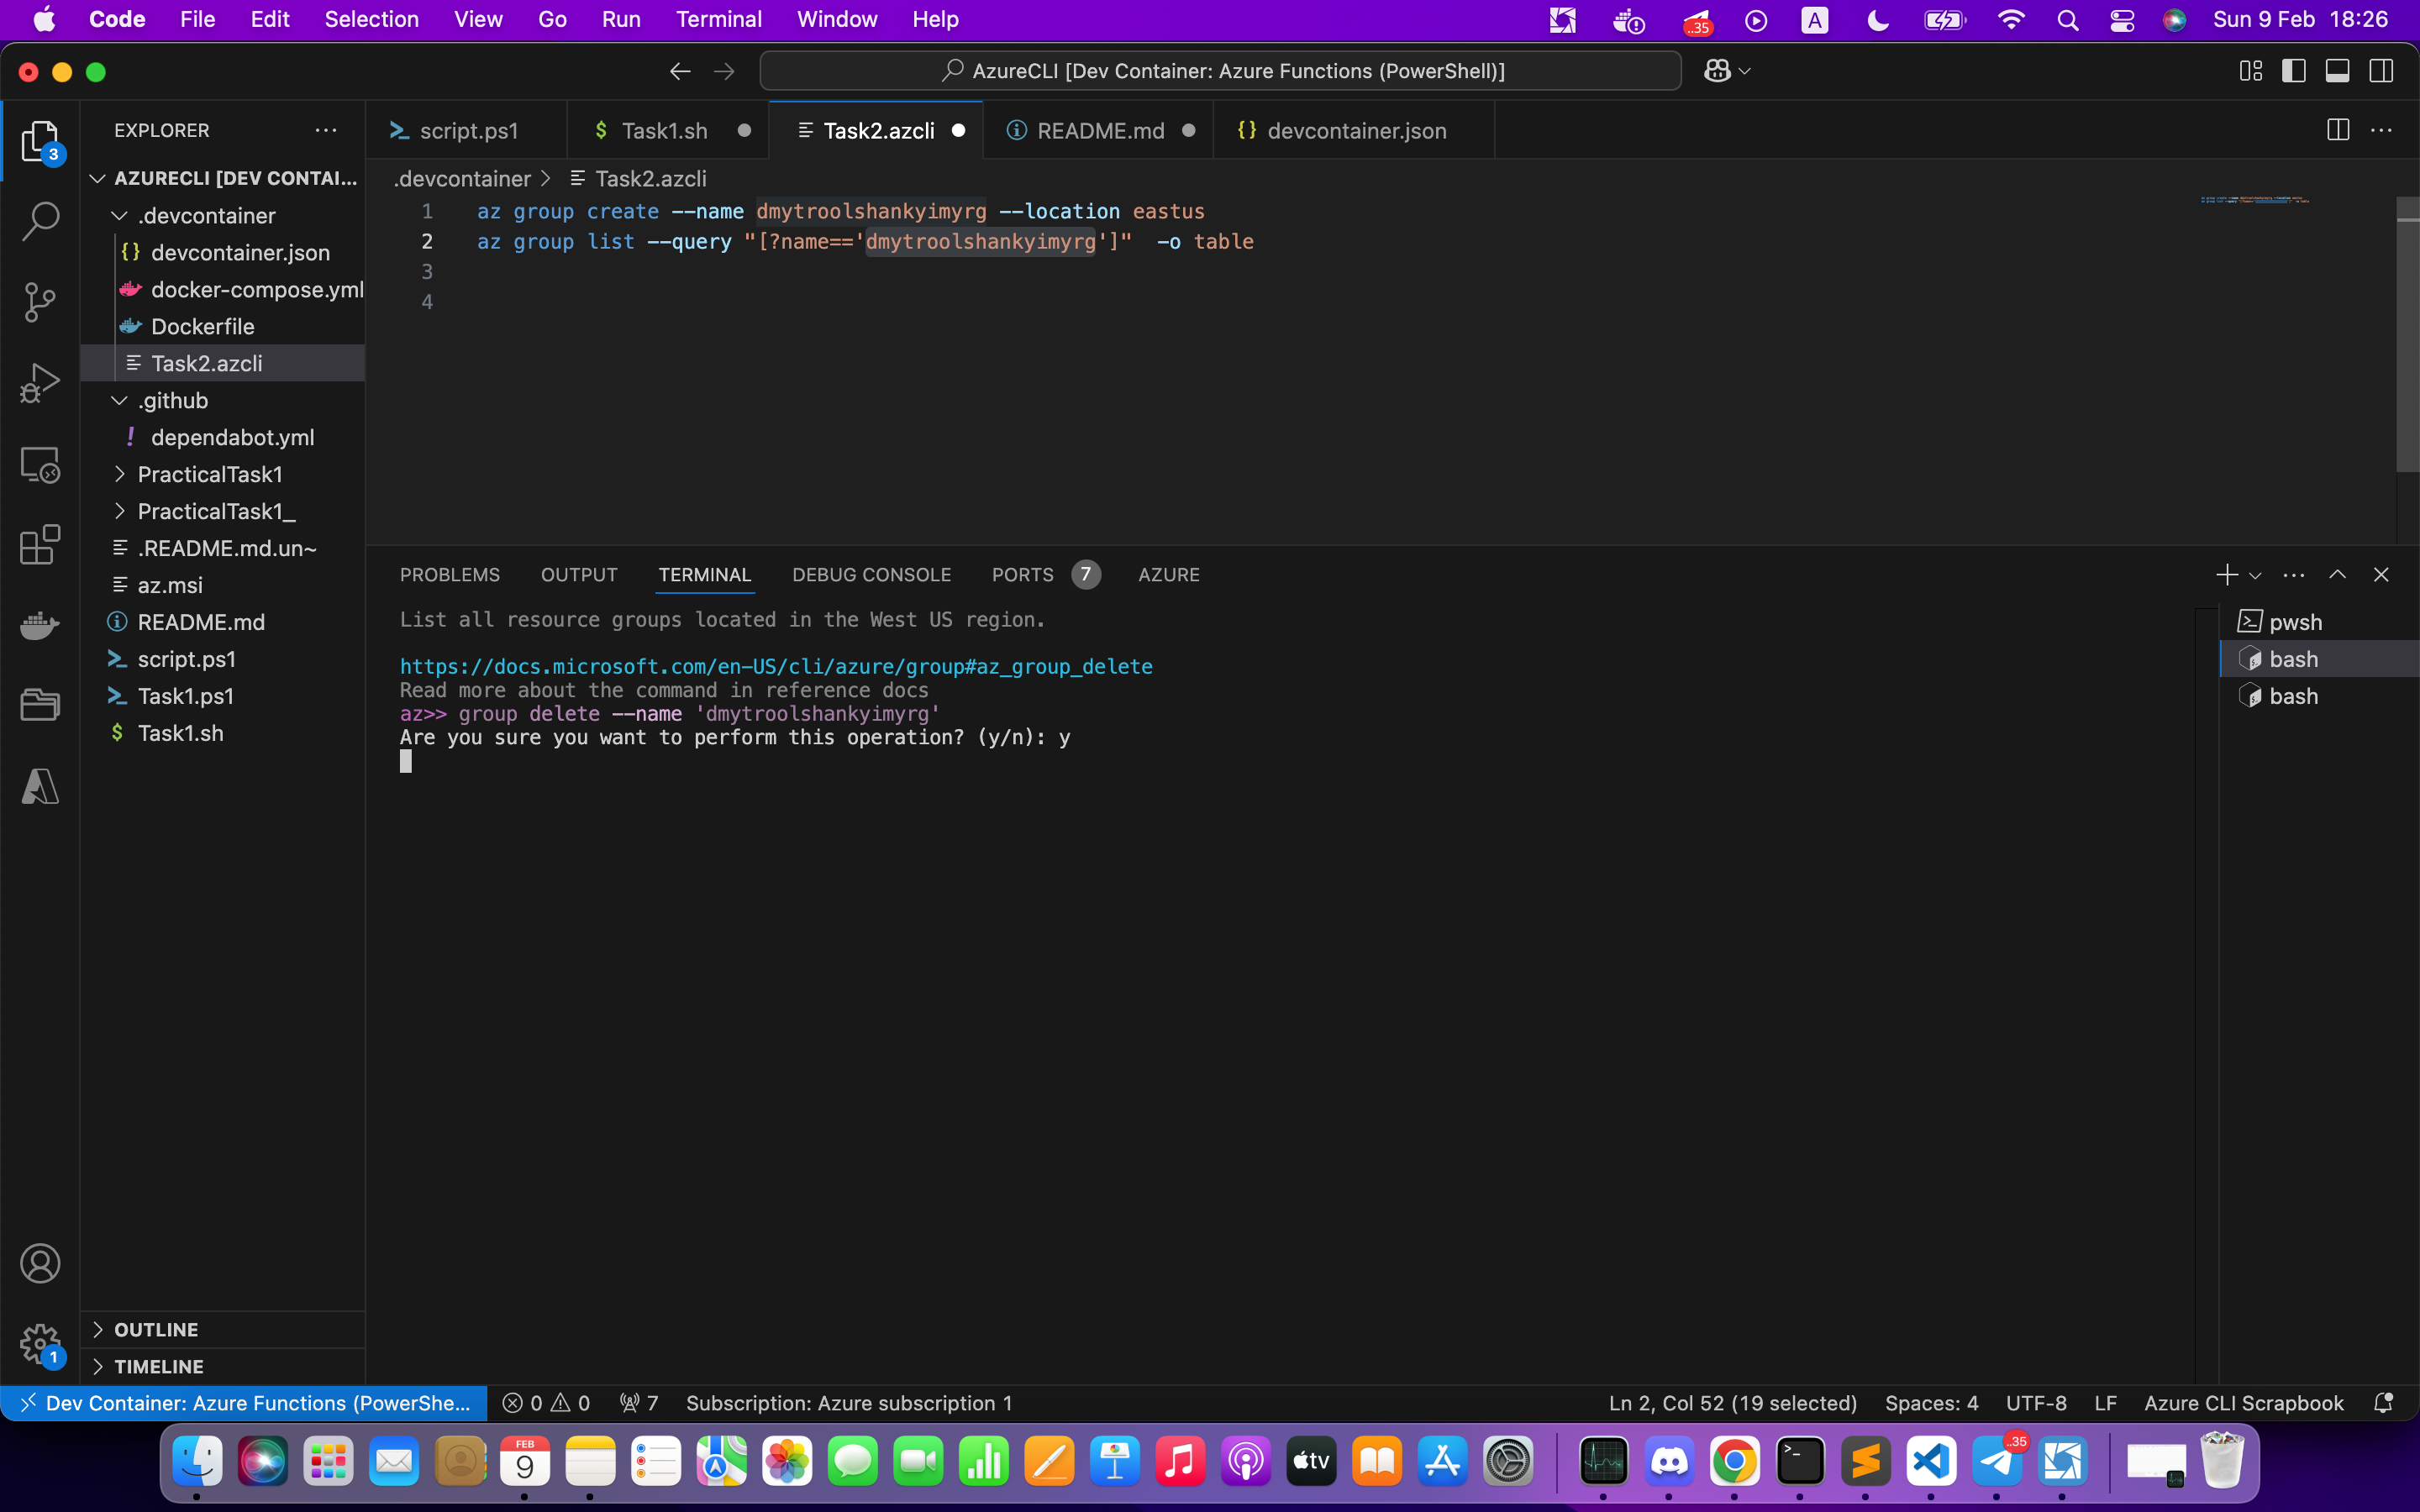 Code File Edit Selection View Go Run Terminal Window Help
..35 A Sun 9 Feb 18:26
AzureCLI [Dev Container: Azure Functions (PowerShell)]
EXPLORER
script.ps1 Task1.sh Task2.azcli README.md devcontainer.json
3
AZURECLI [DEV CONTAI...
.devcontainer
devcontainer.json
docker-compose.yml
Dockerfile
Task2.azcli
.github
dependabot.yml
PracticalTask1
PracticalTask1_
.README.md.un~
az.msi
README.md
script.ps1
Task1.ps1
Task1.sh
OUTLINE
TIMELINE
1
.devcontainer > Task2.azcli
1 az group create --name dmytroolshankyimyrg --location eastus
2 az group list --query "[?name=='dmytroolshankyimyrg']" -o table
3
4
PROBLEMS OUTPUT TERMINAL DEBUG CONSOLE PORTS 7 AZURE
List all resource groups located in the West US region.
https://docs.microsoft.com/en-US/cli/azure/group#az_group_delete
Read more about the command in reference docs
az>> group delete --name 'dmytroolshankyimyrg'
Are you sure you want to perform this operation? (y/n): y
pwsh
bash
bash
Dev Container: Azure Functions (PowerShe... 0 0 7 Subscription: Azure subscription 1
Ln 2, Col 52 (19 selected) Spaces: 4 UTF-8 LF Azure CLI Scrapbook
FEB
9
tv
..35